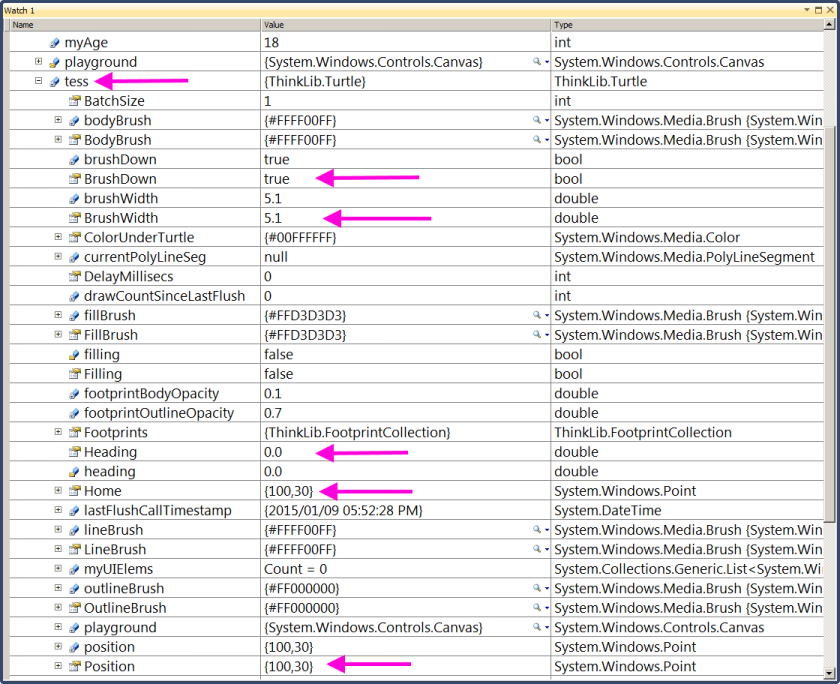 Watch 1
Name Value Type
myAge 18 int
playground {System.Windows.Controls.Canvas} System.Windows.Controls.Canvas
tess {ThinkLib.Turtle} ThinkLib.Turtle
BatchSize 1 int
bodyBrush {#FFFF00FF} System.Windows.Media.Brush {System.Win
BodyBrush {#FFFF00FF} System.Windows.Media.Brush {System.Win
brushDown true bool
BrushDown true bool
brushWidth 5.1 double
BrushWidth 5.1 double
ColorUnderTurtle {#00FFFFFF} System.Windows.Media.Color
currentPolyLineSeg null System.Windows.Media.PolyLineSegment
DelayMillisecs 0 int
drawCountSinceLastFlush 0 int
fillBrush {#FFD3D3D3} System.Windows.Media.Brush {System.Win
FillBrush {#FFD3D3D3} System.Windows.Media.Brush {System.Win
filling false bool
Filling false bool
footprintBodyOpacity 0.1 double
footprintOutlineOpacity 0.7 double
Footprints {ThinkLib.FootprintCollection} ThinkLib.FootprintCollection
Heading 0.0 double
heading 0.0 double
Home {100,30} System.Windows.Point
lastFlushCallTimestamp {2015/01/09 05:52:28 PM} System.DateTime
lineBrush {#FFFF00FF} System.Windows.Media.Brush {System.Win
LineBrush {#FFFF00FF} System.Windows.Media.Brush {System.Win
myUIElems Count = 0 System.Collections.Generic.List<System.Wi
outlineBrush {#FF000000} System.Windows.Media.Brush {System.Win
OutlineBrush {#FF000000} System.Windows.Media.Brush {System.Win
playground {System.Windows.Controls.Canvas} System.Windows.Controls.Canvas
position {100,30} System.Windows.Point
Position {100,30} System.Windows.Point